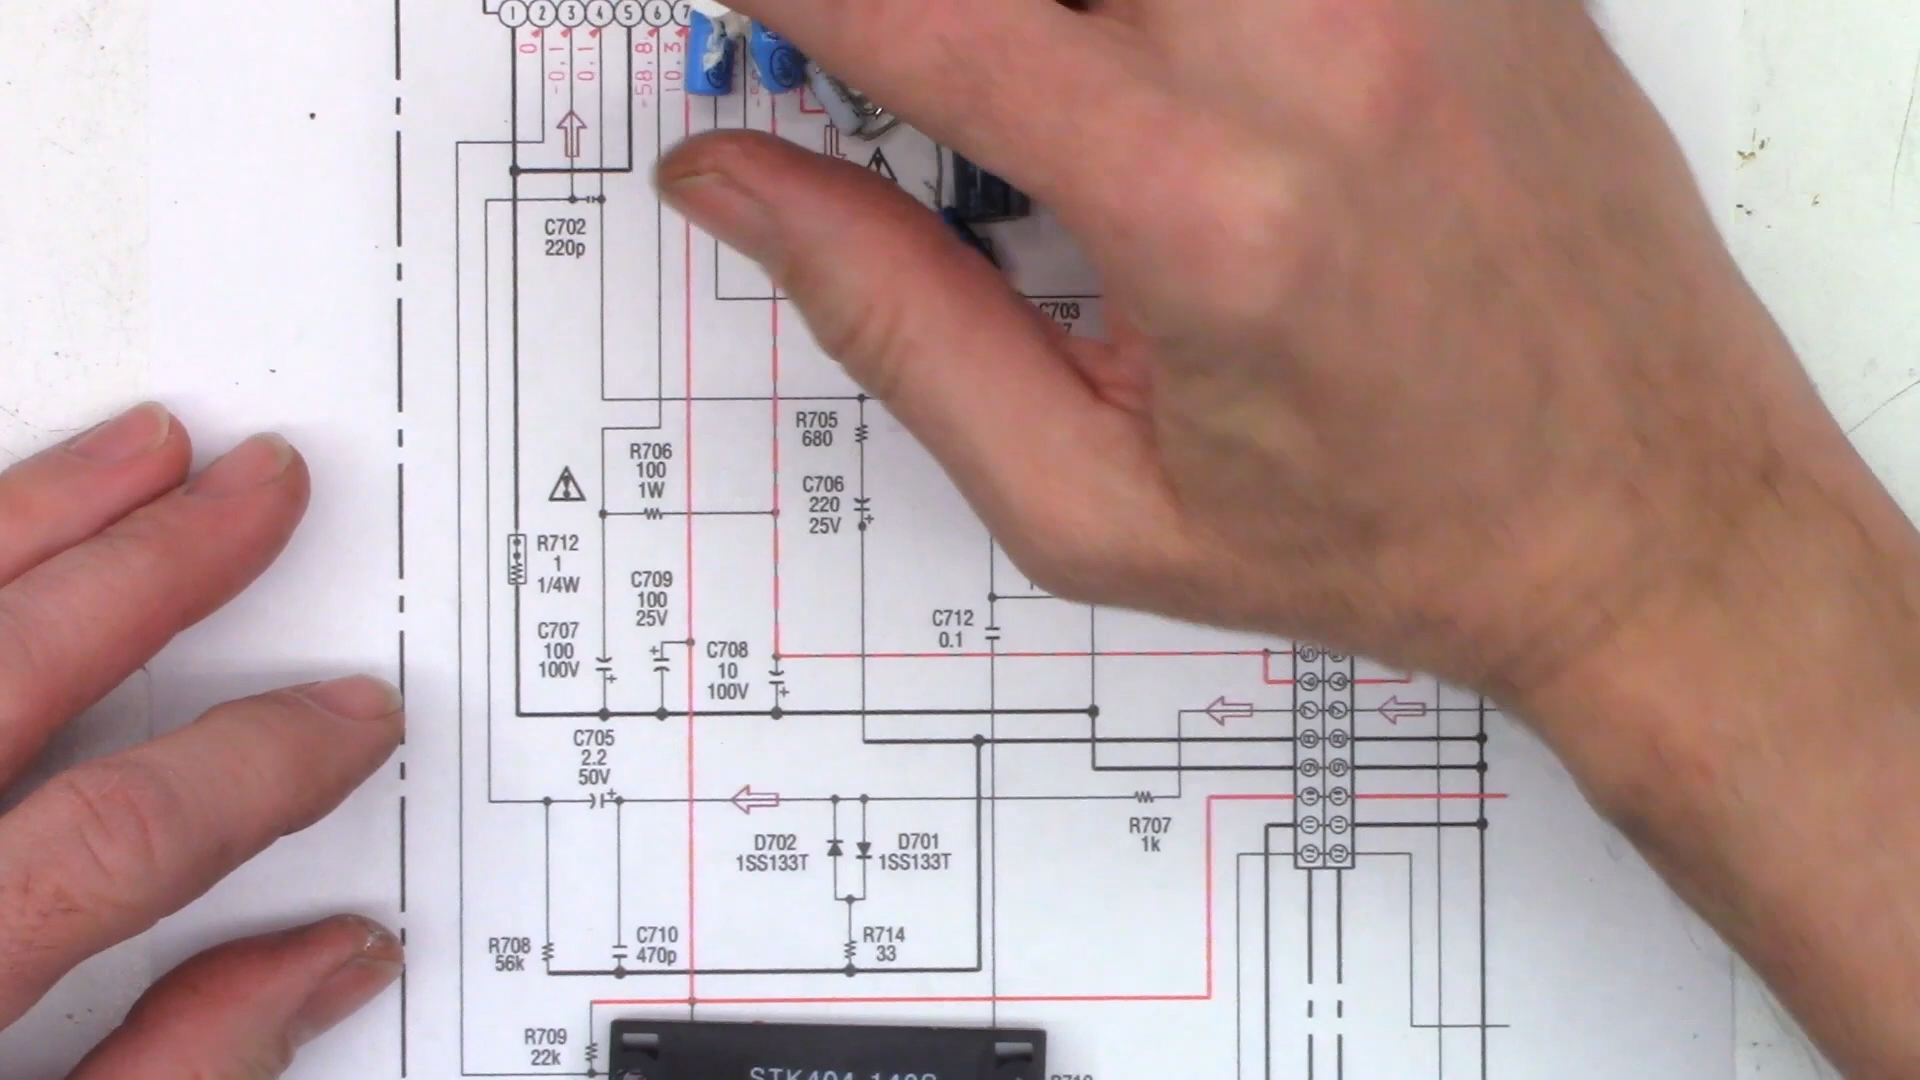 1 2 3 4 5 6 7
0
-0,1
0,1
-58,8
10,3
C702
220p
C703
R705
680
R706
100
1W
C706
220
25V
R712
1
1/4W
C709
100
25V
C707
100
100V
C708
10
100V
C712
0.1
C705
2.2
50V
R707
1k
D702
1SS133T
D701
1SS133T
R708
56k
C710
470p
R714
33
R709
22k